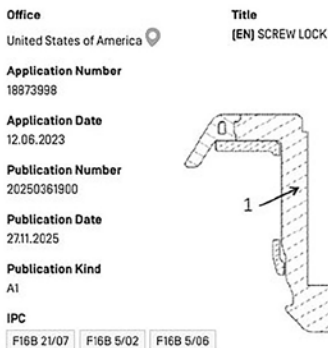 Office
United States of America
Application Number
18873998
Application Date
12.06.2023
Publication Number
20250361900
Publication Date
27.11.2025
Publication Kind
A1
IPC
F16B 21/07 F16B 5/02 F16B 5/06
Title
[EN] SCREW LOCK
1